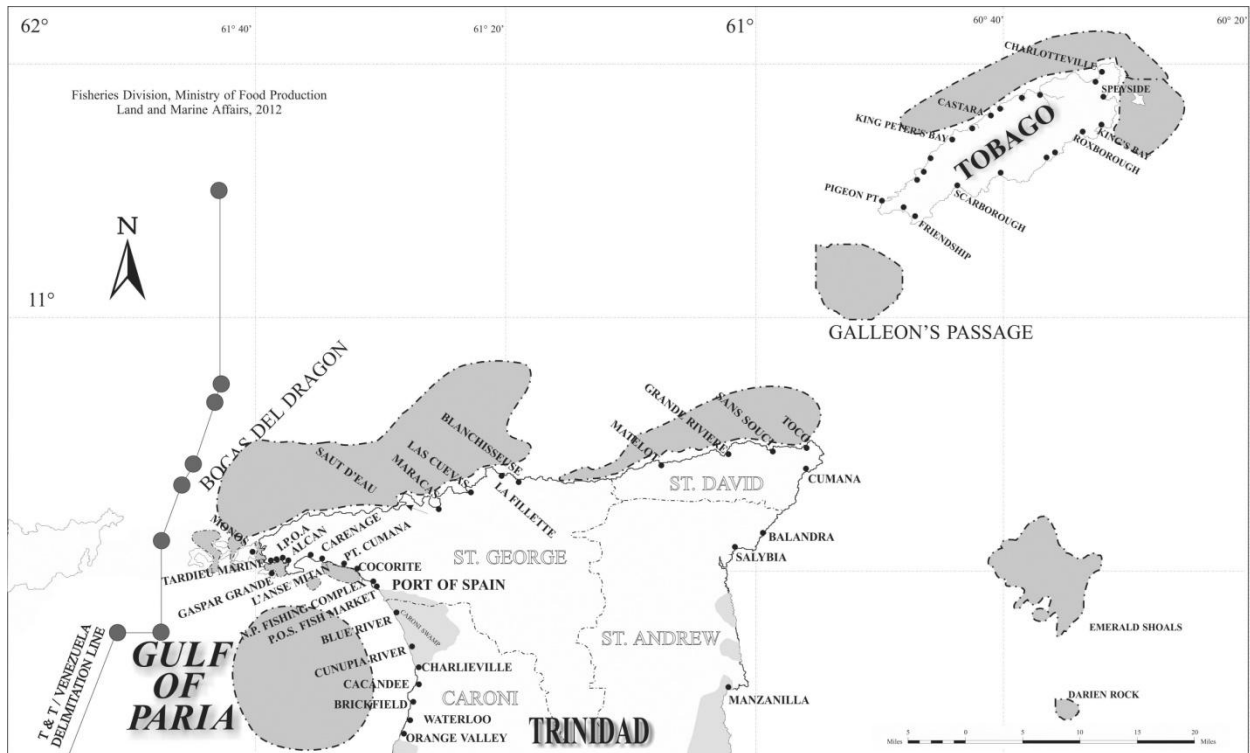 62°
61° 40'
61° 20'
61°
60° 40'
60° 20'
Fisheries Division, Ministry of Food Production
Land and Marine Affairs, 2012
N
11°
CHARLOTTEVILLE
SPEYSIDE
CASTARA
KING PETER'S BAY
TOBAGO
KING'S BAY
ROXBOROUGH
PIGEON PT
SCARBOROUGH
FRIENDSHIP
GALLEON'S PASSAGE
BOCAS DEL DRAGON
SAUT D'EAU
MARACAS
LAS CUEVAS
BLANCHISSEUSE
LA FILLETTE
MATELOT
GRANDE RIVIERE
SANS SOUCI
TOCO
CUMANA
ST. DAVID
BALANDRA
SALYBIA
ST. GEORGE
MONOS
I.P.O.A
ALCAN
CARENAGE
PT. CUMANA
TARDIEU MARINE
GASPAR GRANDE
L'ANSE MITAN
COCORITE
PORT OF SPAIN
N.P. FISHING COMPLEX
P.O.S. FISH MARKET
BLUE RIVER
CARONI SWAMP
CUNUPIA RIVER
CHARLIEVILLE
CACANDEE
CARONI
BRICKFIELD
WATERLOO
ORANGE VALLEY
ST. ANDREW
MANZANILLA
TRINIDAD
GULF
OF
PARIA
T & T / VENEZUELA
DELIMITATION LINE
EMERALD SHOALS
DARIEN ROCK
5 0 5 10 15 20
Miles Miles